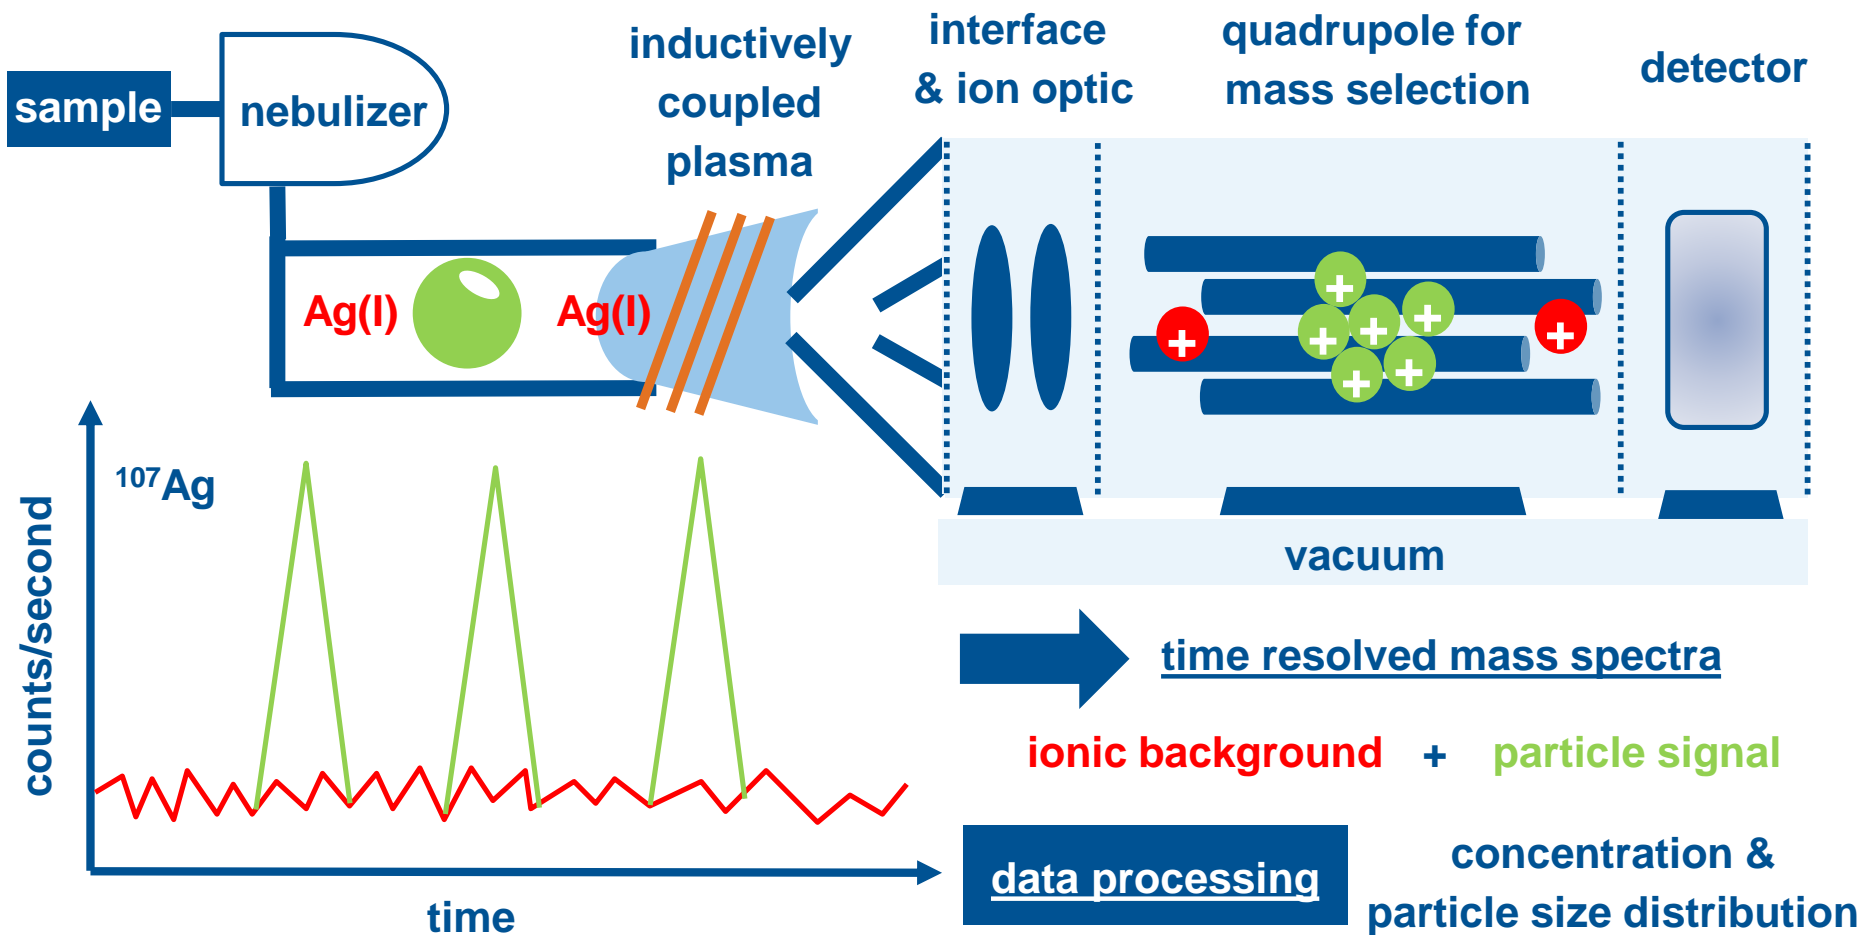 sample
nebulizer
inductively
coupled
plasma
interface
& ion optic
quadrupole for
mass selection
detector
Ag(I)
Ag(I)
+
+
+
+
+
+
+
+
+
vacuum
¹⁰⁷Ag
counts/second
time
time resolved mass spectra
ionic background + particle signal
data processing
concentration &
particle size distribution